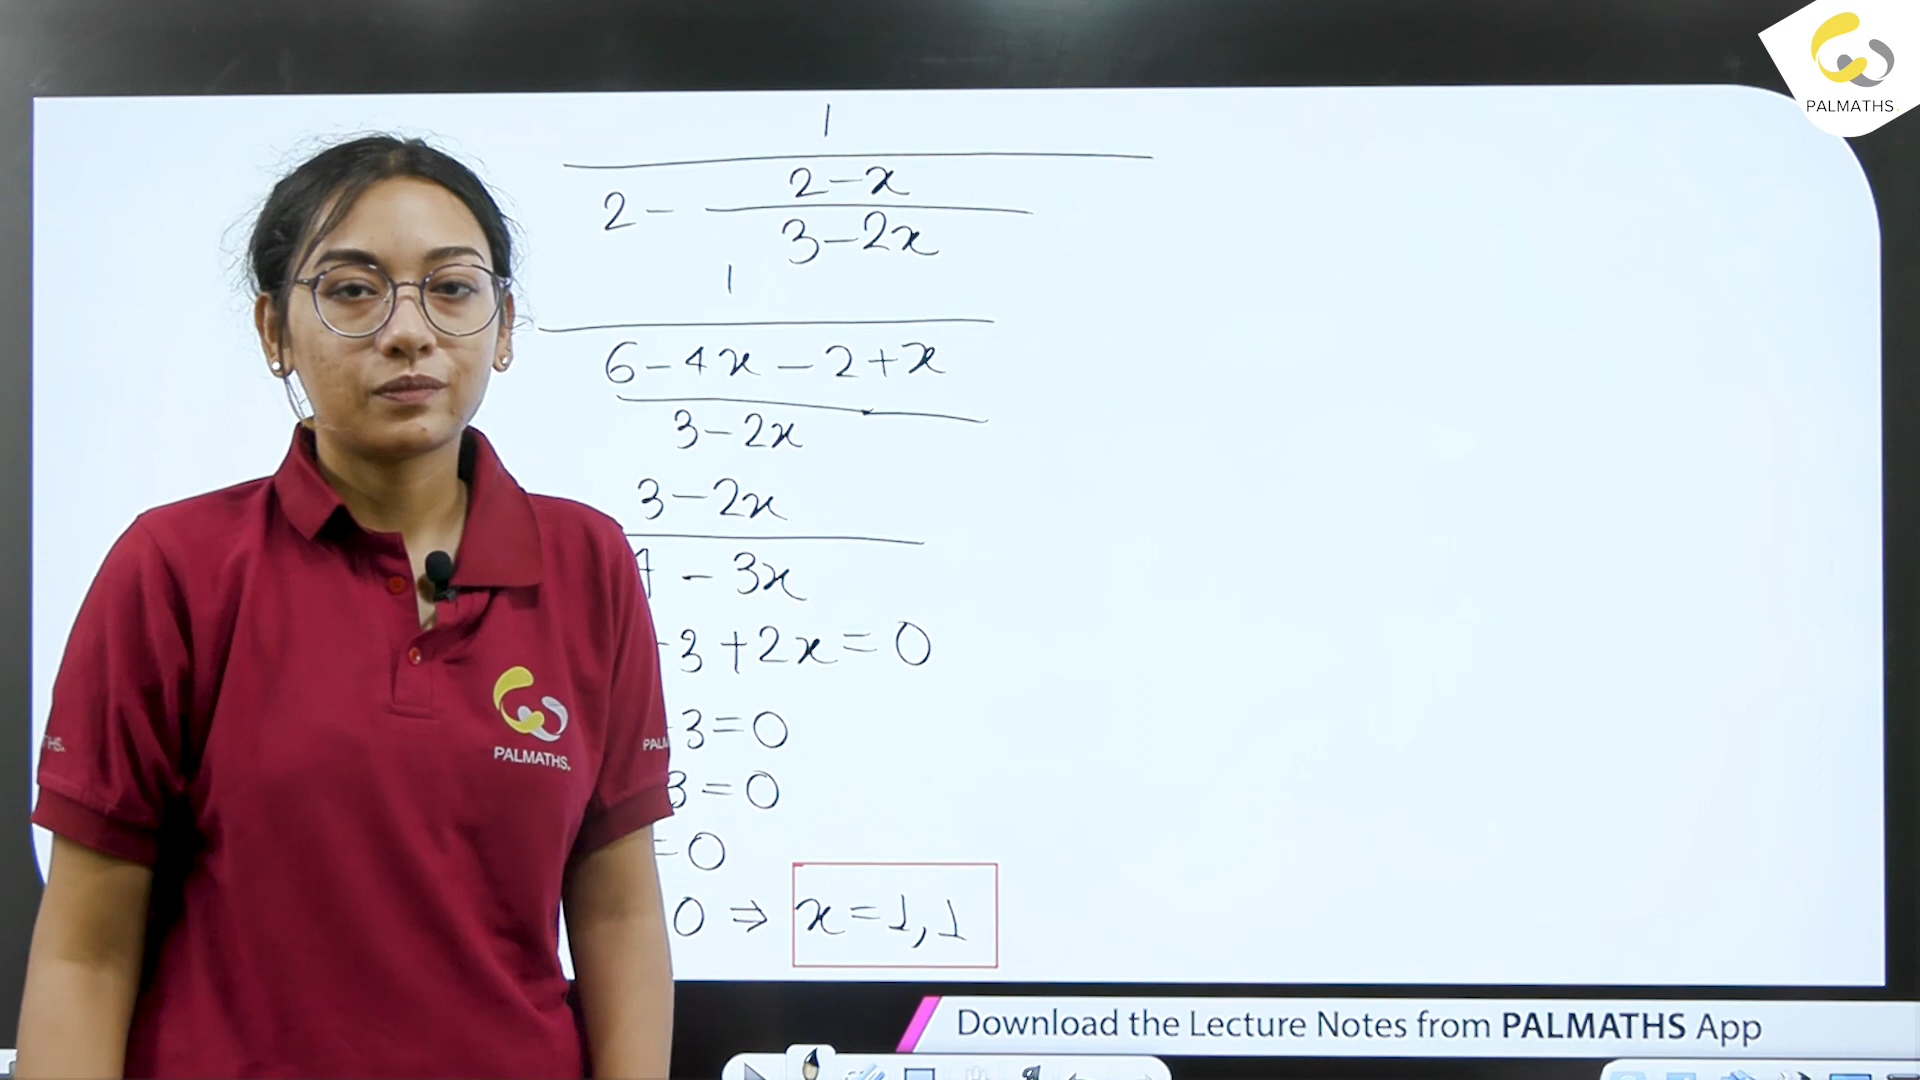 PALMATHS.
1
2 - 2-x
3-2x
1
6-4x-2+x
3-2x
3-2x
4 - 3x
-3+2x=0
3=0
3=0
=0
0 ⇒ x=1,1
PALMATHS.
Download the Lecture Notes from PALMATHS App